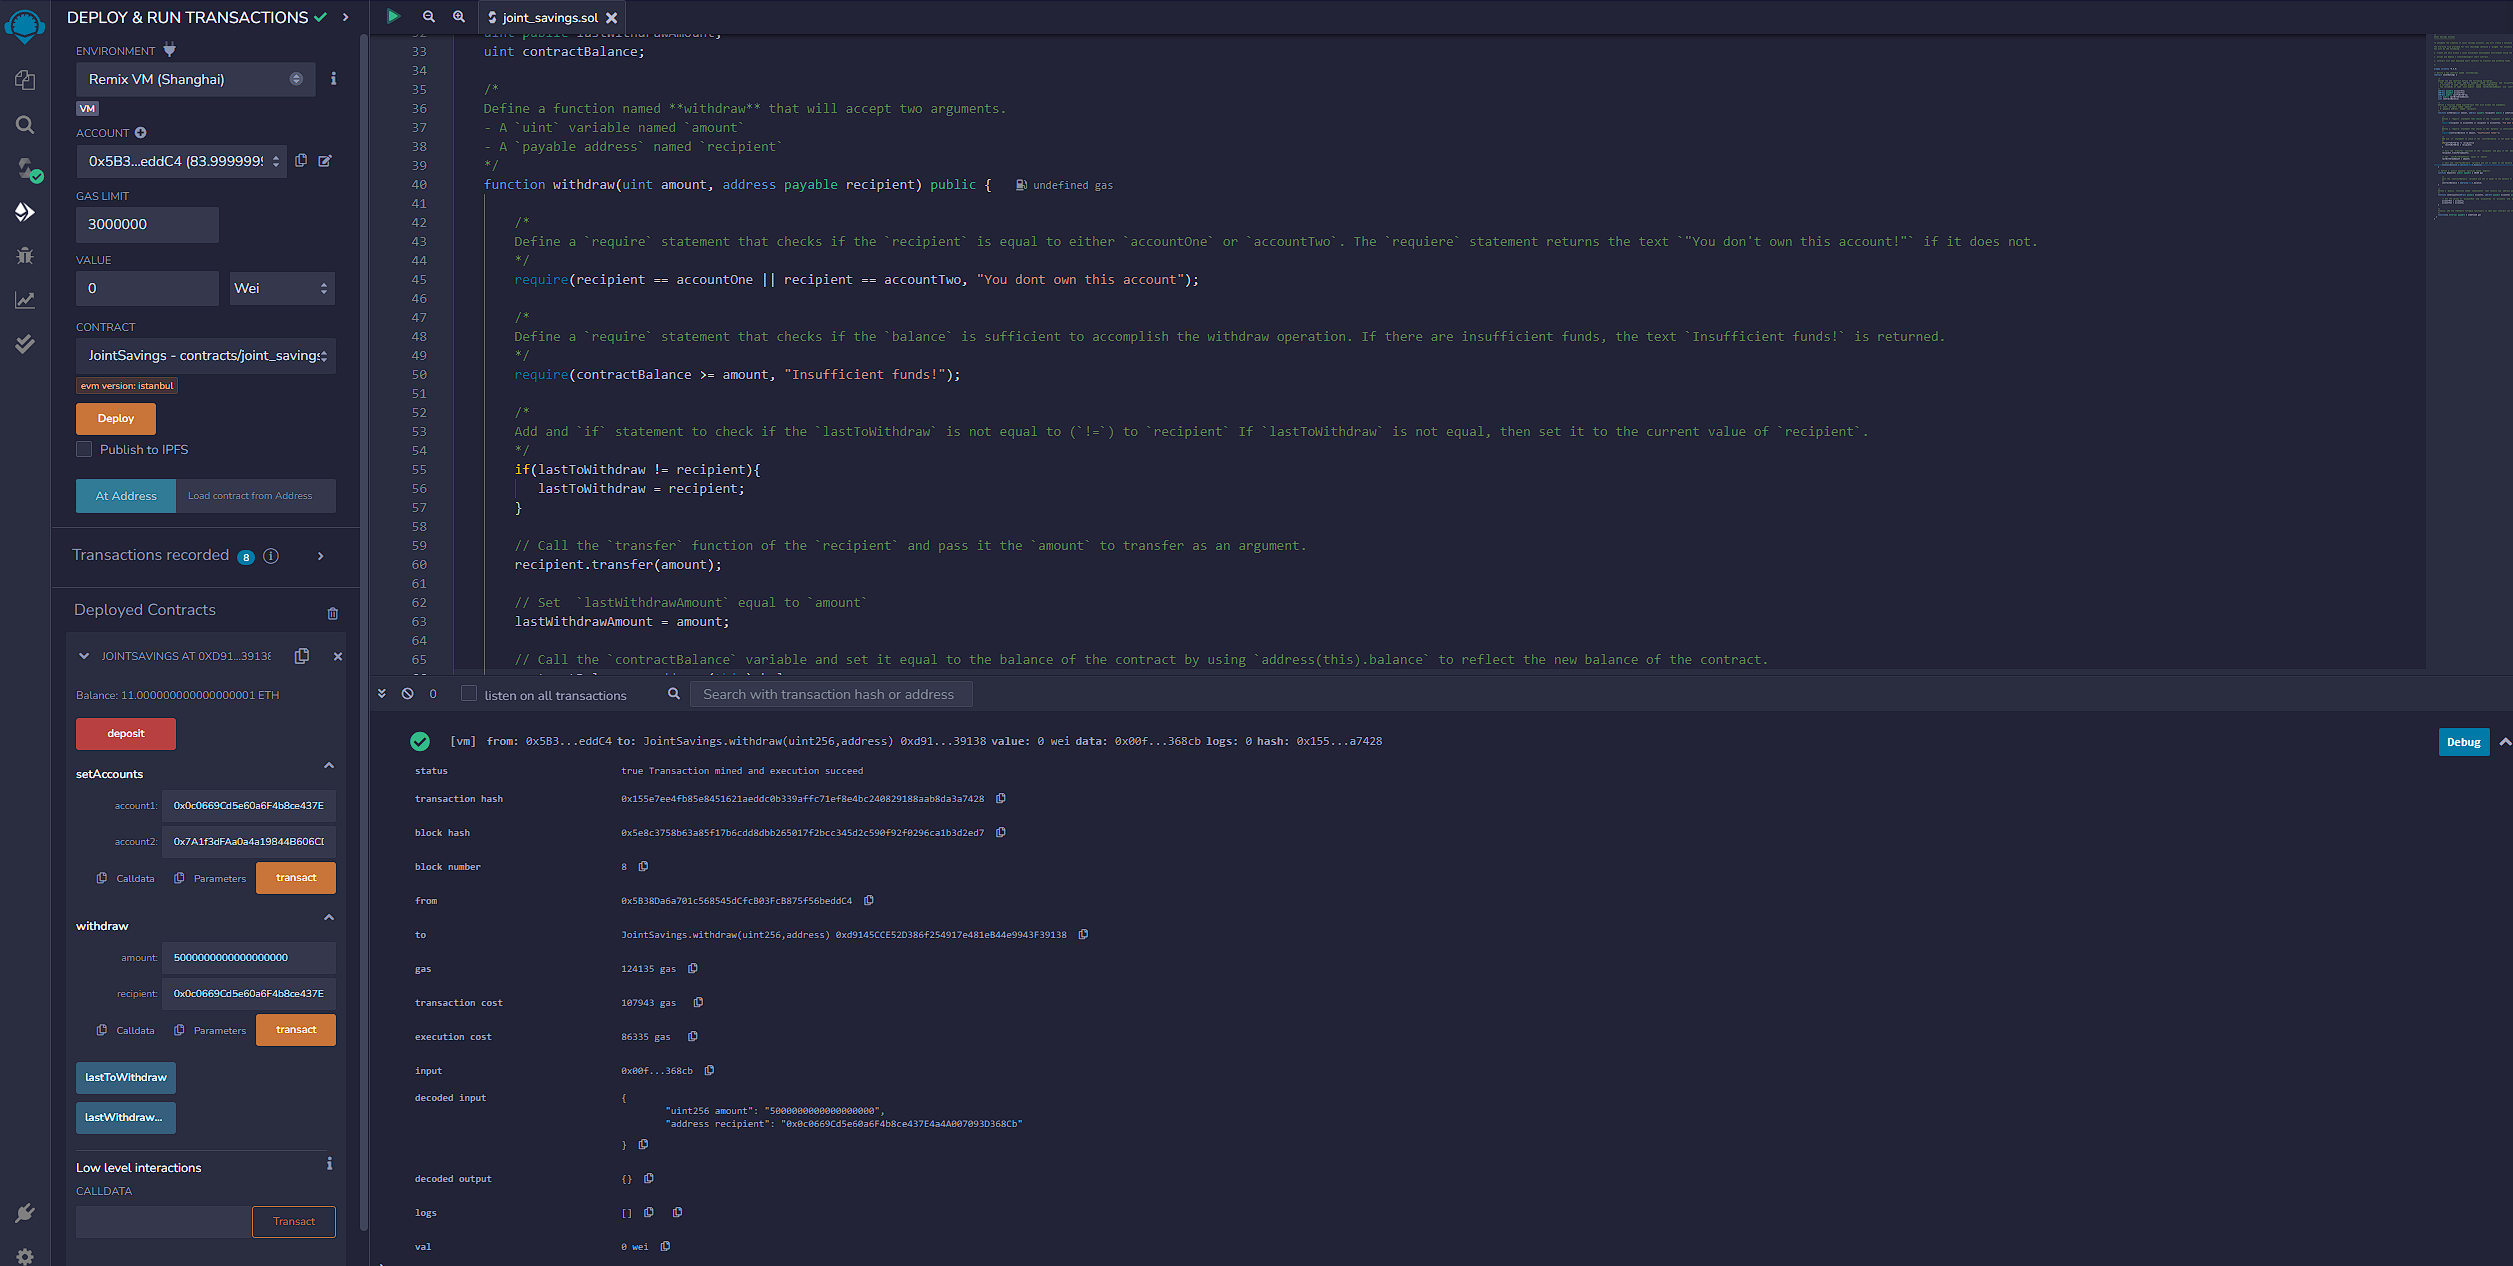 DEPLOY & RUN TRANSACTIONS
ENVIRONMENT
Remix VM (Shanghai)
VM
ACCOUNT
0x5B3...eddC4 (83.9999999
GAS LIMIT
3000000
VALUE
0
Wei
CONTRACT
JointSavings - contracts/joint_savings
evm version: istanbul
Deploy
Publish to IPFS
At Address
Load contract from Address
Transactions recorded 8
Deployed Contracts
JOINTSAVINGS AT 0XD91...39138
Balance: 11.000000000000000001 ETH
deposit
setAccounts
account1: 0x0c0669Cd5e60a6F4b8ce437E
account2: 0x7A1f3dFAa0a4a19844B606C
Calldata Parameters transact
withdraw
amount: 5000000000000000000
recipient: 0x0c0669Cd5e60a6F4b8ce437E
Calldata Parameters transact
lastToWithdraw
lastWithdraw...
Low level interactions
CALLDATA
Transact
joint_savings.sol
32 uint public lastWithdrawAmount;
33 uint contractBalance;
34
35 /*
36 Define a function named **withdraw** that will accept two arguments.
37 - A `uint` variable named `amount`
38 - A `payable address` named `recipient`
39 */
40 function withdraw(uint amount, address payable recipient) public { undefined gas
41
42 /*
43 Define a `require` statement that checks if the `recipient` is equal to either `accountOne` or `accountTwo`. The `requiere` statement returns the text `"You don't own this account!"` if it does not.
44 */
45 require(recipient == accountOne || recipient == accountTwo, "You dont own this account");
46
47 /*
48 Define a `require` statement that checks if the `balance` is sufficient to accomplish the withdraw operation. If there are insufficient funds, the text `Insufficient funds!` is returned.
49 */
50 require(contractBalance >= amount, "Insufficient funds!");
51
52 /*
53 Add and `if` statement to check if the `lastToWithdraw` is not equal to (`!=`) to `recipient` If `lastToWithdraw` is not equal, then set it to the current value of `recipient`.
54 */
55 if(lastToWithdraw != recipient){
56 lastToWithdraw = recipient;
57 }
58
59 // Call the `transfer` function of the `recipient` and pass it the `amount` to transfer as an argument.
60 recipient.transfer(amount);
61
62 // Set  `lastWithdrawAmount` equal to `amount`
63 lastWithdrawAmount = amount;
64
65 // Call the `contractBalance` variable and set it equal to the balance of the contract by using `address(this).balance` to reflect the new balance of the contract.
0 listen on all transactions Search with transaction hash or address
[vm] from: 0x5B3...eddC4 to: JointSavings.withdraw(uint256,address) 0xd91...39138 value: 0 wei data: 0x00f...368cb logs: 0 hash: 0x155...a7428
Debug
status true Transaction mined and execution succeed
transaction hash 0x155e7ee4fb85e8451621aeddc0b339affc71ef8e4bc240829188aab8da3a7428
block hash 0x5e8c3758b63a85f17b6cdd8dbb265017f2bcc345d2c590f92f0296ca1b3d2ed7
block number 8
from 0x5B38Da6a701c568545dCfcB03FcB875f56beddC4
to JointSavings.withdraw(uint256,address) 0xd9145CCE52D386f254917e481eB44e9943F39138
gas 124135 gas
transaction cost 107943 gas
execution cost 86335 gas
input 0x00f...368cb
decoded input {
"uint256 amount": "5000000000000000000",
"address recipient": "0x0c0669Cd5e60a6F4b8ce437E4a4A007093D368Cb"
}
decoded output {}
logs []
val 0 wei